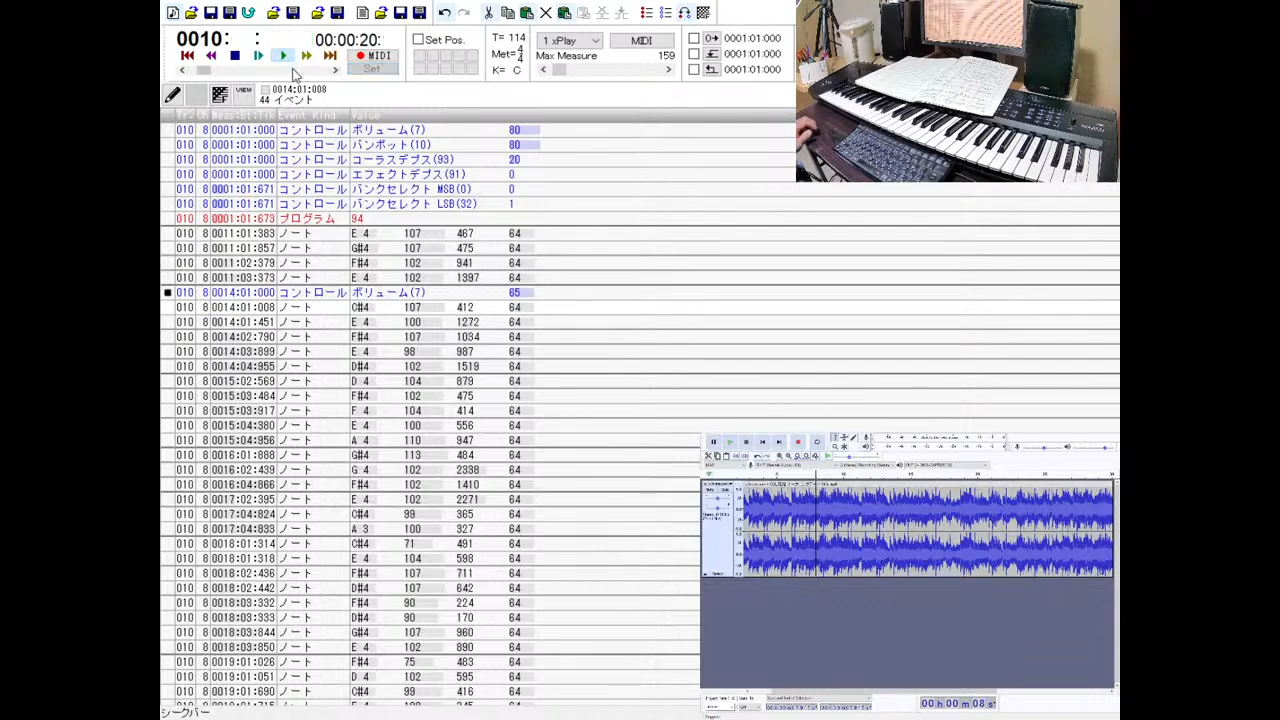 0010: : 00:00:20: Set Pos. T= 114 1 xPlay MIDI 0001:01:000
Met= 4/4 Max Measure 159 0001:01:000
MIDI Set K= C 0001:01:000
VIEW 0014:01:008
44 イベント
Tr. Ch Meas:Bt:Tik Event_Kind Value
010 8 0001:01:000 コントロール ボリューム(7) 80
010 8 0001:01:000 コントロール パンポット(10) 80
010 8 0001:01:000 コントロール コーラスデプス(93) 20
010 8 0001:01:000 コントロール エフェクトデプス(91) 0
010 8 0001:01:671 コントロール バンクセレクト MSB(0) 0
010 8 0001:01:671 コントロール バンクセレクト LSB(32) 1
010 8 0001:01:673 プログラム 94
010 8 0011:01:383 ノート E 4 107 467 64
010 8 0011:01:857 ノート G#4 107 475 64
010 8 0011:02:379 ノート F#4 102 941 64
010 8 0011:03:373 ノート E 4 102 1397 64
010 8 0014:01:000 コントロール ボリューム(7) 65
010 8 0014:01:008 ノート C#4 107 412 64
010 8 0014:01:451 ノート E 4 100 1272 64
010 8 0014:02:790 ノート F#4 107 1034 64
010 8 0014:03:899 ノート E 4 98 987 64
010 8 0014:04:955 ノート D#4 102 1519 64
010 8 0015:02:569 ノート D 4 104 879 64
010 8 0015:03:484 ノート F#4 102 475 64
010 8 0015:03:917 ノート F 4 104 414 64
010 8 0015:04:380 ノート E 4 100 556 64
010 8 0015:04:956 ノート A 4 110 947 64
010 8 0016:01:988 ノート G#4 113 484 64
010 8 0016:02:439 ノート G 4 102 2338 64
010 8 0016:04:866 ノート F#4 102 1410 64
010 8 0017:02:395 ノート E 4 107 2271 64
010 8 0017:04:824 ノート C#4 99 365 64
010 8 0017:04:833 ノート A 3 100 327 64
010 8 0018:01:314 ノート C#4 71 491 64
010 8 0018:01:318 ノート E 4 104 598 64
010 8 0018:02:436 ノート F#4 107 711 64
010 8 0018:02:442 ノート D#4 107 642 64
010 8 0018:03:332 ノート F#4 90 224 64
010 8 0018:03:333 ノート D#4 90 170 64
010 8 0018:03:844 ノート G#4 107 960 64
010 8 0018:03:850 ノート E 4 102 890 64
010 8 0019:01:026 ノート F#4 75 483 64
010 8 0019:01:051 ノート D 4 102 595 64
010 8 0019:01:690 ノート C#4 99 416 64
シークバー
00 h 00 m 08 s